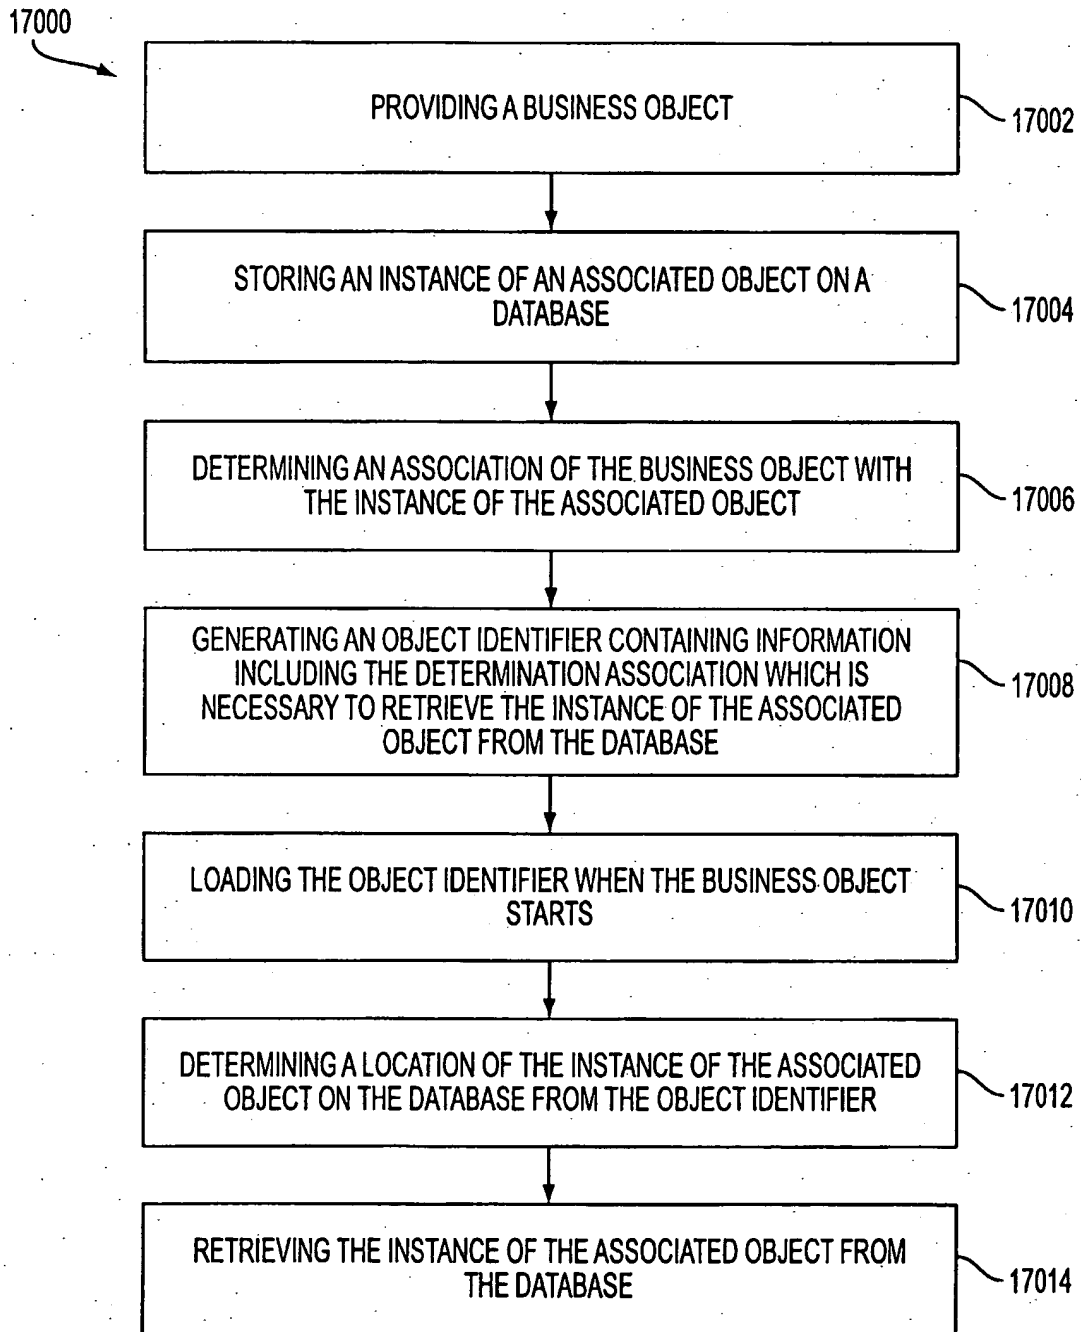 17000
PROVIDING A BUSINESS OBJECT
17002
STORING AN INSTANCE OF AN ASSOCIATED OBJECT ON A
DATABASE
17004
DETERMINING AN ASSOCIATION OF THE BUSINESS OBJECT WITH
THE INSTANCE OF THE ASSOCIATED OBJECT
17006
GENERATING AN OBJECT IDENTIFIER CONTAINING INFORMATION
INCLUDING THE DETERMINATION ASSOCIATION WHICH IS
NECESSARY TO RETRIEVE THE INSTANCE OF THE ASSOCIATED
OBJECT FROM THE DATABASE
17008
LOADING THE OBJECT IDENTIFIER WHEN THE BUSINESS OBJECT
STARTS
17010
DETERMINING A LOCATION OF THE INSTANCE OF THE ASSOCIATED
OBJECT ON THE DATABASE FROM THE OBJECT IDENTIFIER
17012
RETRIEVING THE INSTANCE OF THE ASSOCIATED OBJECT FROM
THE DATABASE
17014